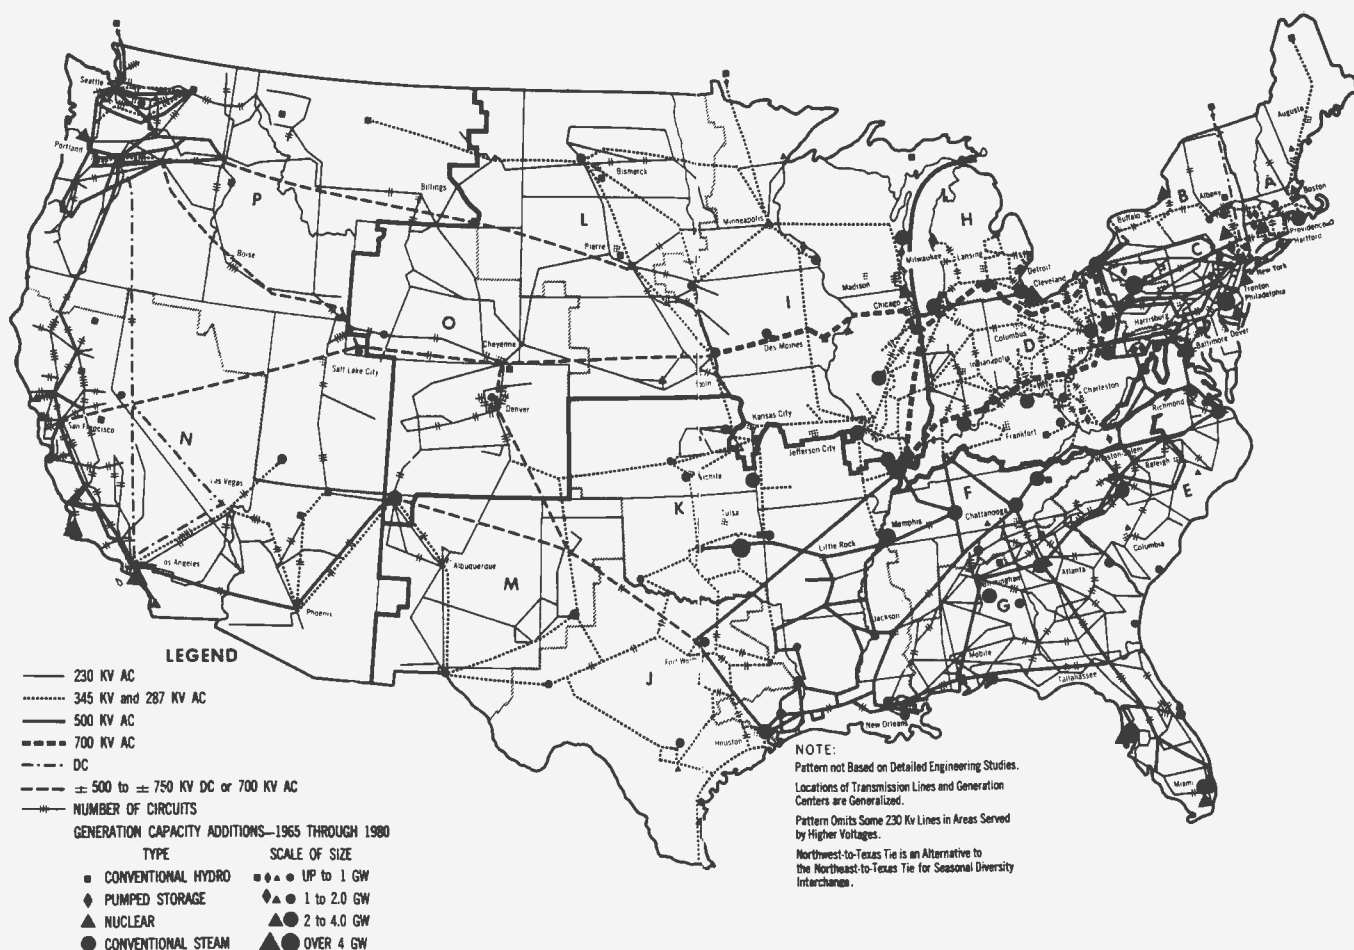 Seattle
Portland
P
Billings
Boise
Bismarck
L
Pierre
Minneapolis
Augusta
A
B
Albany
Boston
Buffalo
Providence
Hartford
C
New York
H
Milwaukee
Lansing
Detroit
Cleveland
Madison
Chicago
Trenton
Philadelphia
Harrisburg
Baltimore
Dover
I
O
Cheyenne
Des Moines
Columbus
D
Indianapolis
Salt Lake City
Denver
Charleston
Kansas City
Richmond
San Francisco
N
Frankfort
Jefferson City
Las Vegas
Wichita
Winston-Salem
Raleigh
K
Tulsa
F
E
Chattanooga
Memphis
Little Rock
Columbia
Los Angeles
Albuquerque
M
Atlanta
Birmingham
Phoenix
G
Jackson
J
Mobile
Tallahassee
New Orleans
Houston
Miami
LEGEND
230 KV AC
345 KV and 287 KV AC
500 KV AC
700 KV AC
DC
± 500 to ± 750 KV DC or 700 KV AC
NUMBER OF CIRCUITS
GENERATION CAPACITY ADDITIONS—1965 THROUGH 1980
TYPE SCALE OF SIZE
CONVENTIONAL HYDRO UP to 1 GW
PUMPED STORAGE 1 to 2.0 GW
NUCLEAR 2 to 4.0 GW
CONVENTIONAL STEAM OVER 4 GW
NOTE:
Pattern not Based on Detailed Engineering Studies.
Locations of Transmission Lines and Generation
Centers are Generalized.
Pattern Omits Some 230 Kv Lines in Areas Served
by Higher Voltages.
Northwest-to-Texas Tie is an Alternative to
the Northeast-to-Texas Tie for Seasonal Diversity
Interchange.